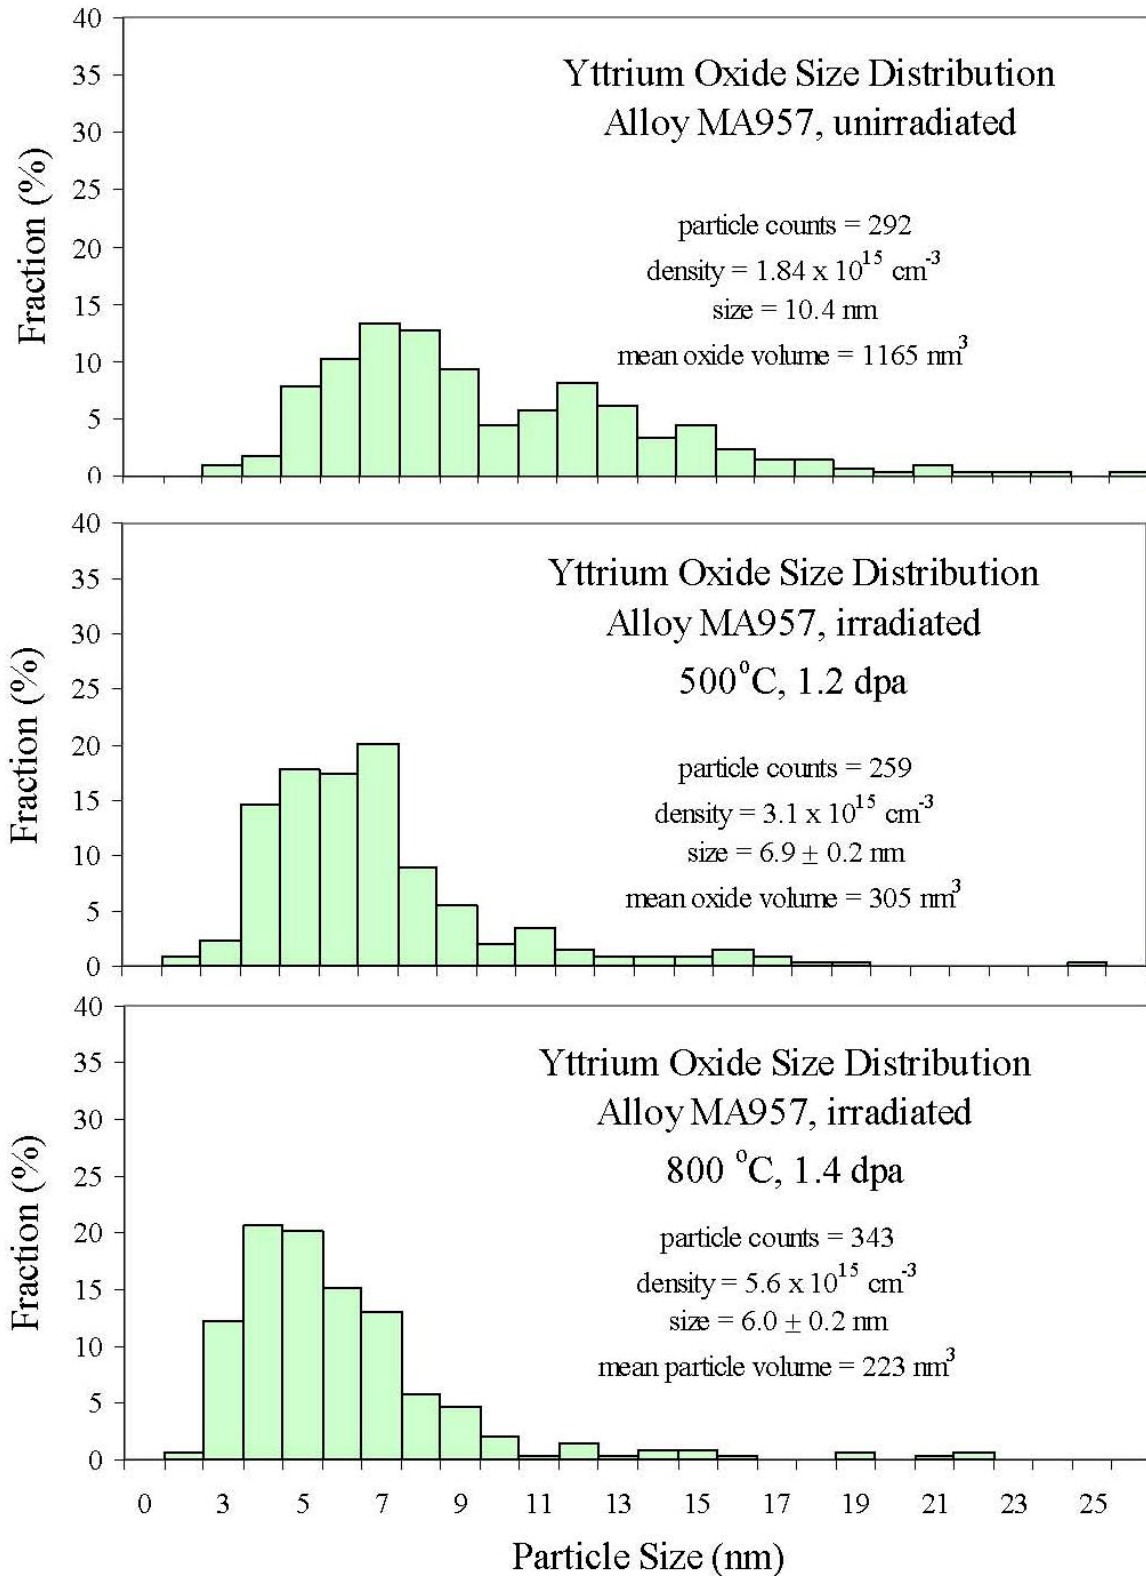 40
35
30
25
20
15
10
5
0
Fraction (%)
Yttrium Oxide Size Distribution
Alloy MA957, unirradiated
particle counts = 292
density = 1.84 x 10^15 cm^-3
size = 10.4 nm
mean oxide volume = 1165 nm^3
40
35
30
25
20
15
10
5
0
Fraction (%)
Yttrium Oxide Size Distribution
Alloy MA957, irradiated
500°C, 1.2 dpa
particle counts = 259
density = 3.1 x 10^15 cm^-3
size = 6.9 ± 0.2 nm
mean oxide volume = 305 nm^3
40
35
30
25
20
15
10
5
0
Fraction (%)
Yttrium Oxide Size Distribution
Alloy MA957, irradiated
800 °C, 1.4 dpa
particle counts = 343
density = 5.6 x 10^15 cm^-3
size = 6.0 ± 0.2 nm
mean particle volume = 223 nm^3
0 3 5 7 9 11 13 15 17 19 21 23 25
Particle Size (nm)